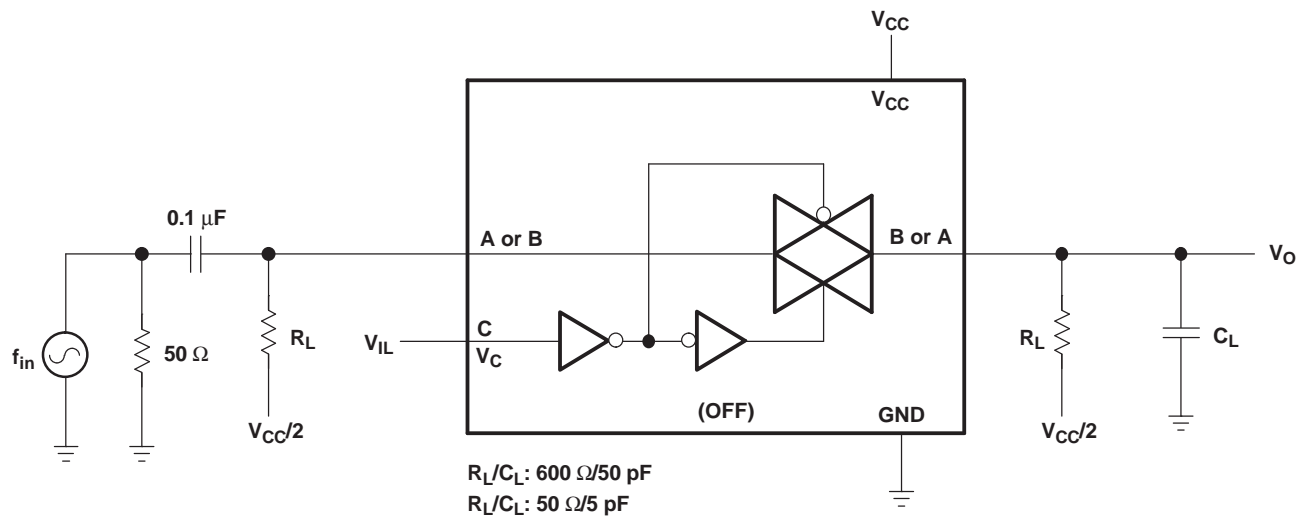 VCC
VCC
0.1 μF
A or B
B or A
VO
fin
50 Ω
RL
VIL
C
VC
RL
CL
(OFF)
GND
VCC/2
VCC/2
RL/CL: 600 Ω/50 pF
RL/CL: 50 Ω/5 pF